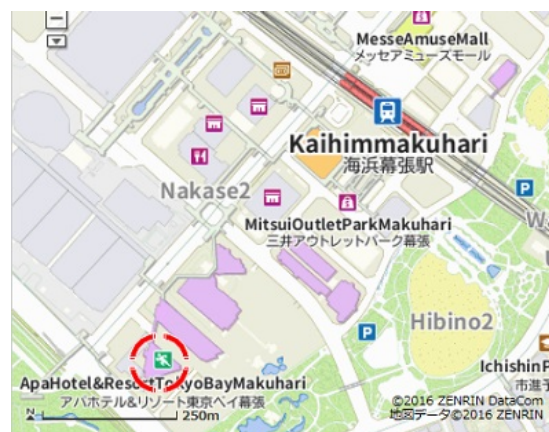 MesseAmuseMall
メッセアミューズモール
Kaihimmakuhari
海浜幕張駅
Nakase2
P
MitsuiOutletParkMakuhari
三井アウトレットパーク幕張
W
P
Hibino2
IchishinP
市進予
ApaHotel&ResortTokyoBayMakuhari
アパホテル&リゾート東京ベイ幕張
N
250m
©2016 ZENRIN DataCom
地図データ©2016 ZENRIN